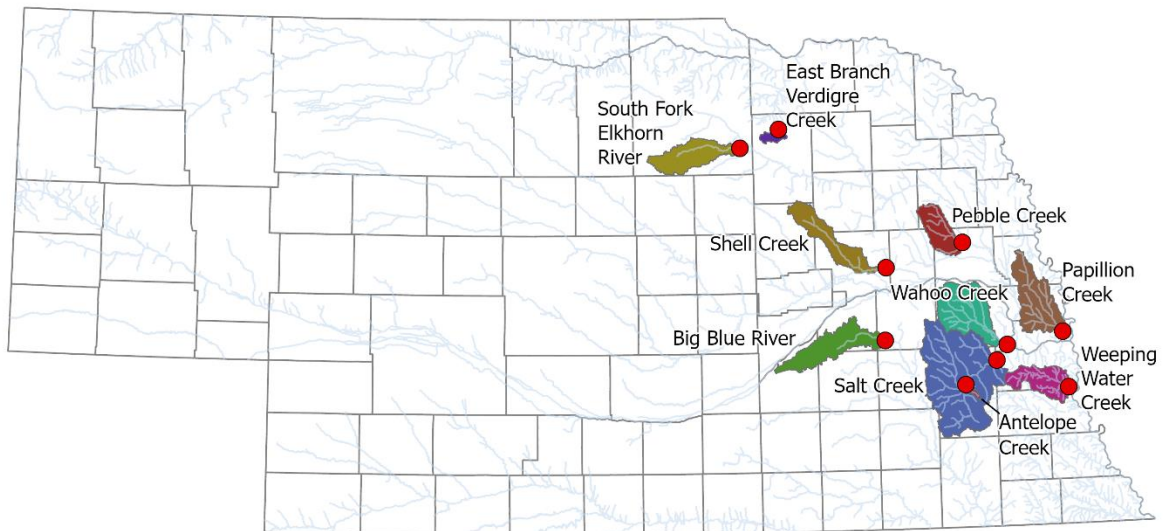 East Branch
Verdigre
Creek
South Fork
Elkhorn
River
Pebble Creek
Shell Creek
Papillion
Creek
Wahoo Creek
Big Blue River
Weeping
Water
Creek
Salt Creek
Antelope
Creek